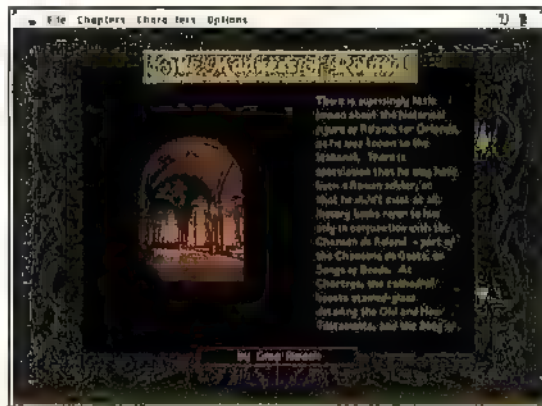 File Chapters Characters Options
There is surprisingly little
known about the historical
figure of Roland, (or Orlando,
as he was known to the
Italians). There is
speculation that he may have
been a Roman soldier, or
that he didn't exist at all.
History books refer to him
only in conjunction with the
Chanson de Roland - part of
the Chansons de Geste, or
Songs of Deeds. At
Chartres, the cathedral
boasts stained-glass
detailing the Old and New
Testaments, and the story of
by Greg Roach